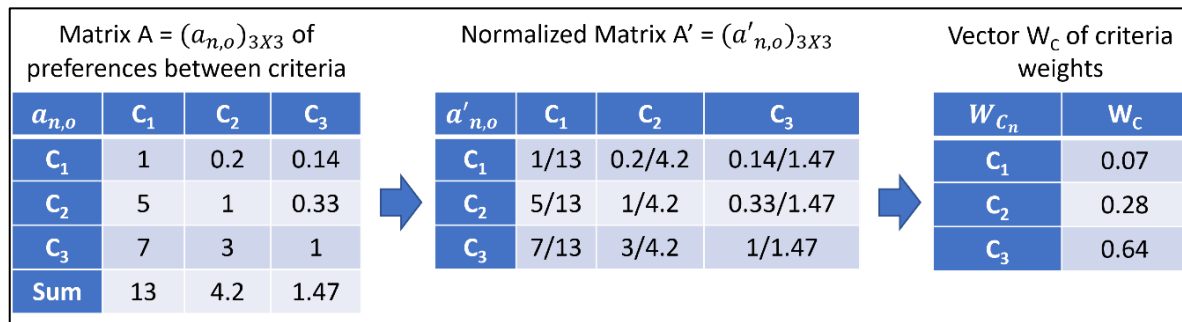 Matrix A = (a_{n,o})_{3X3} of
preferences between criteria
a_{n,o} C₁ C₂ C₃
C₁ 1 0.2 0.14
C₂ 5 1 0.33
C₃ 7 3 1
Sum 13 4.2 1.47
Normalized Matrix A' = (a'_{n,o})_{3X3}
a'_{n,o} C₁ C₂ C₃
C₁ 1/13 0.2/4.2 0.14/1.47
C₂ 5/13 1/4.2 0.33/1.47
C₃ 7/13 3/4.2 1/1.47
Vector W_C of criteria
weights
W_{C_n} W_C
C₁ 0.07
C₂ 0.28
C₃ 0.64